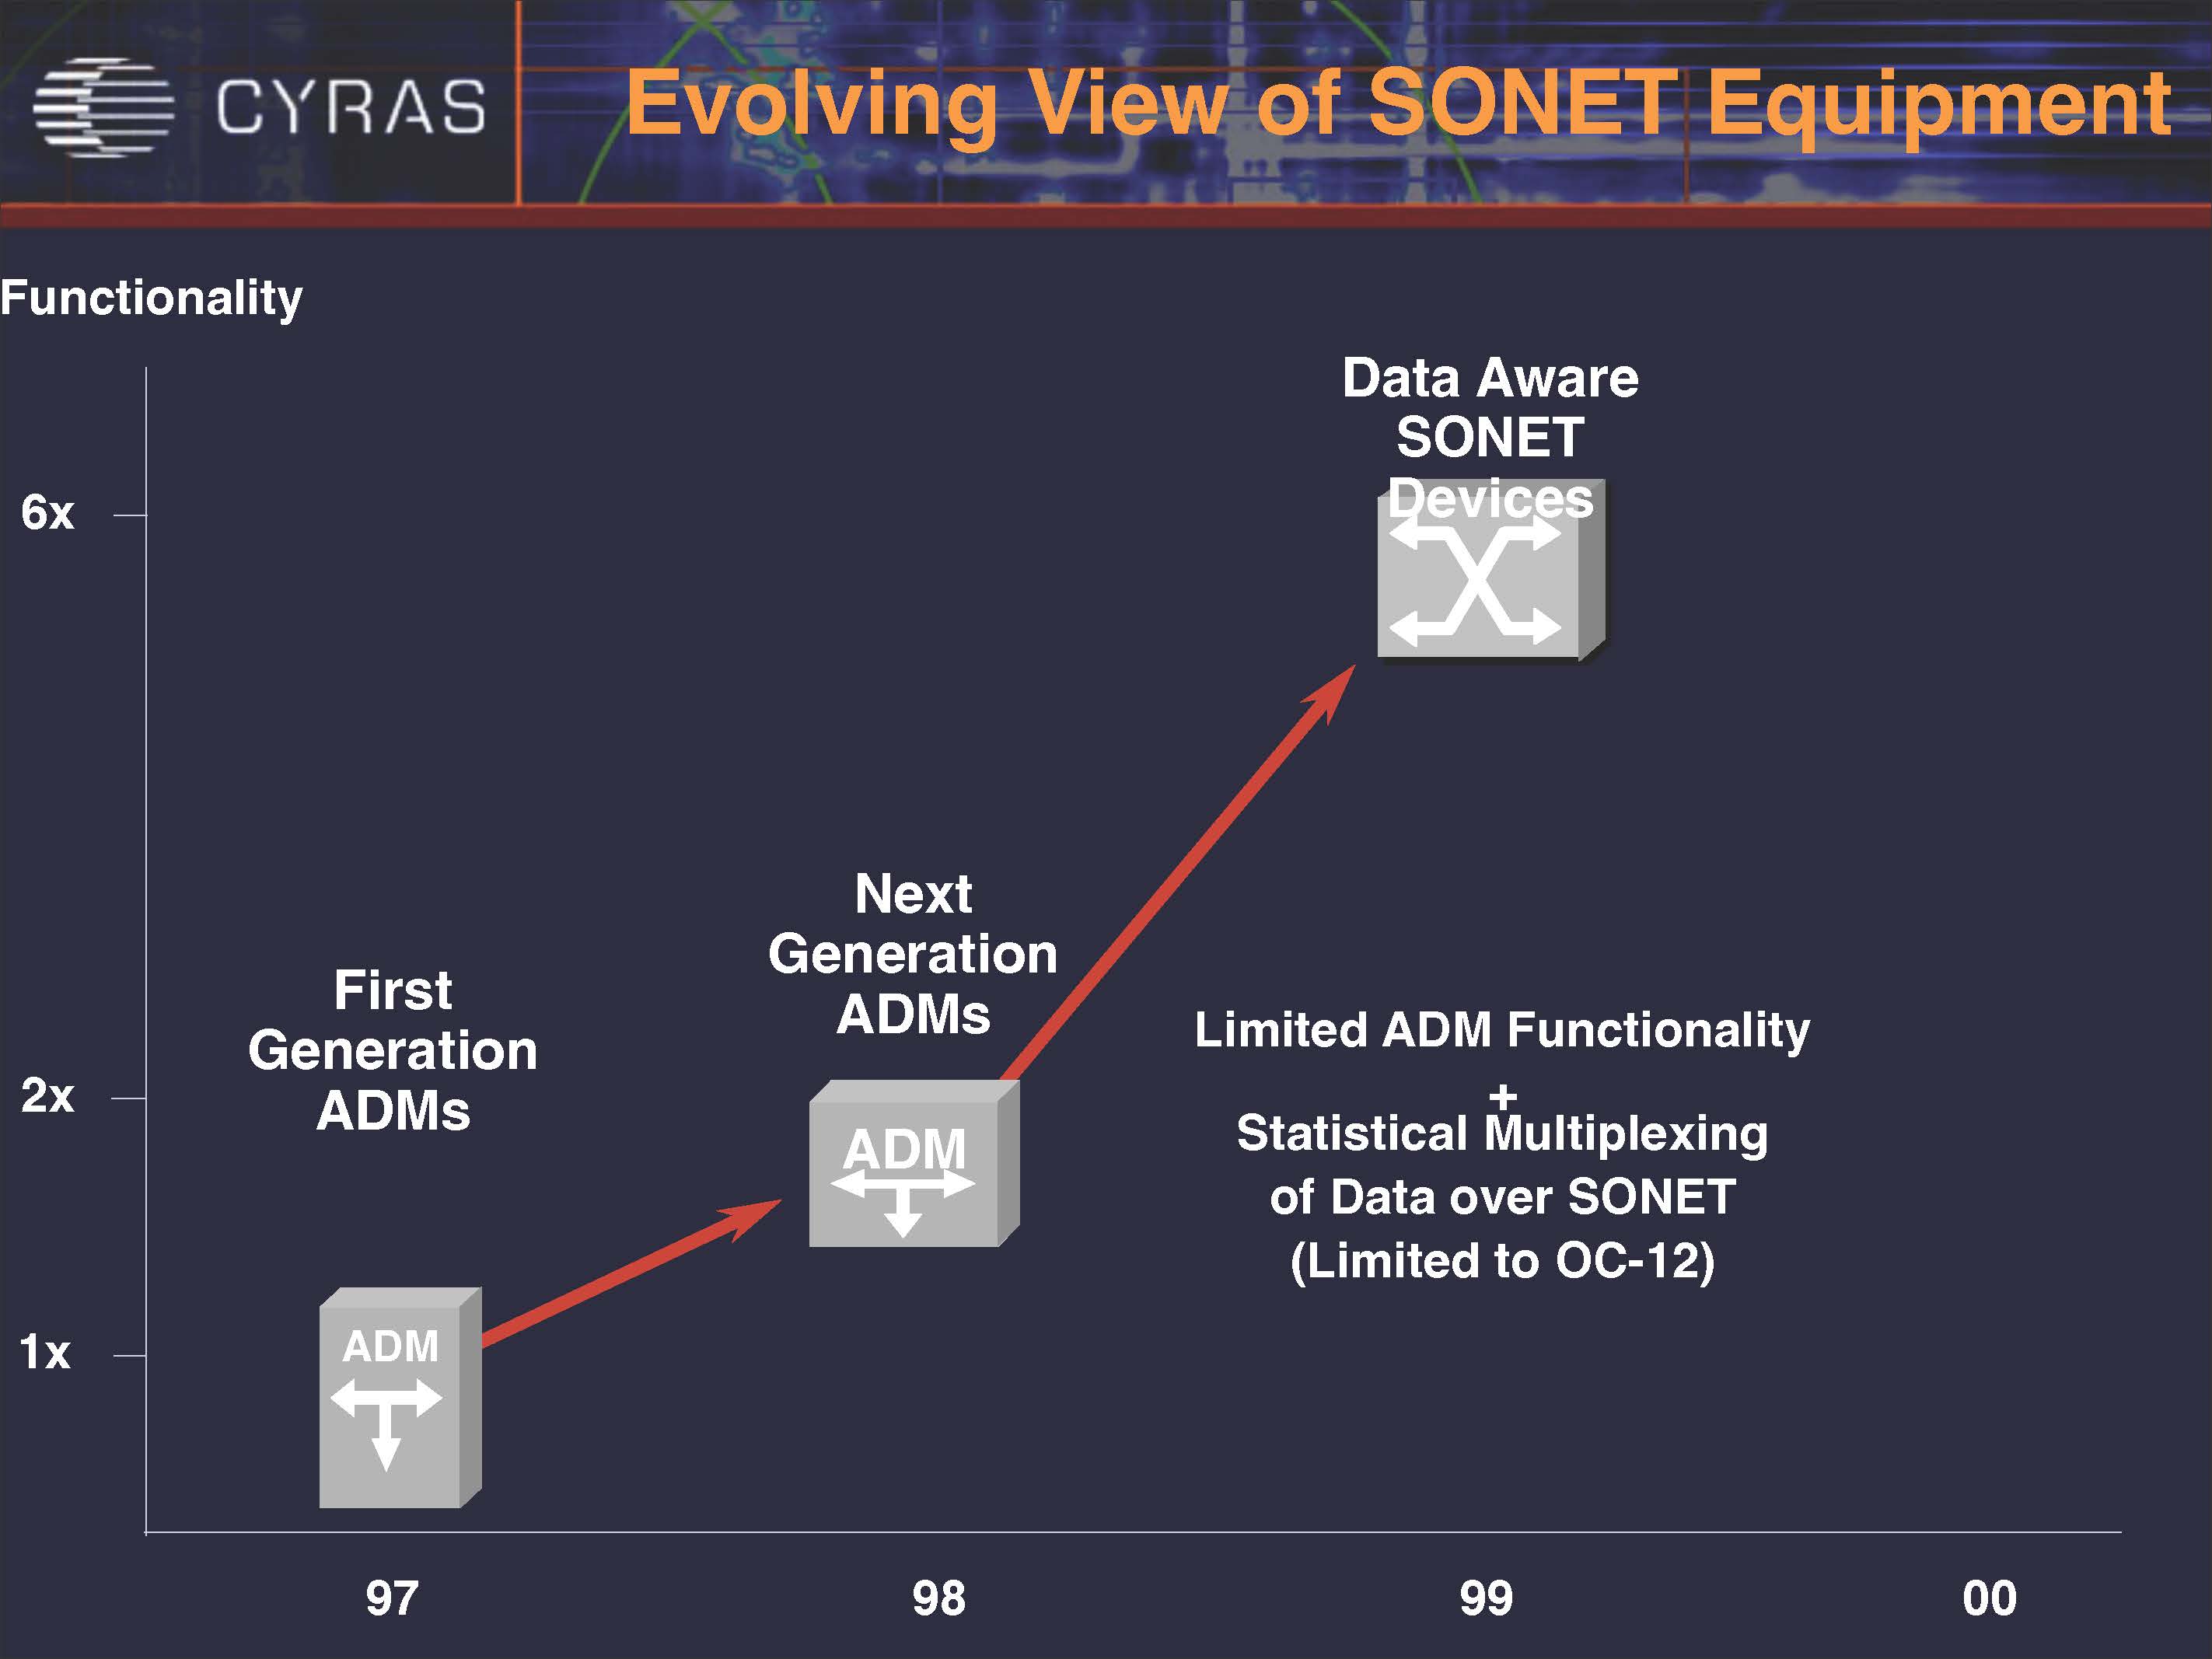 CYRAS
Evolving View of SONET Equipment
Functionality
Data Aware
SONET
Devices
6x
Next
Generation
ADMs
First
Generation
ADMs
Limited ADM Functionality
+
Statistical Multiplexing
of Data over SONET
(Limited to OC-12)
2x
ADM
1x
ADM
97
98
99
00